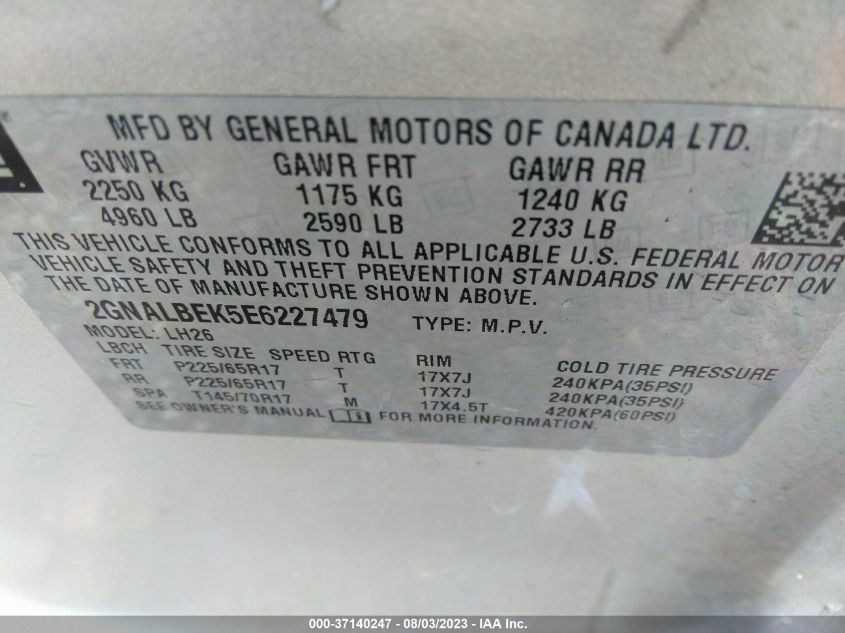 MFD BY GENERAL MOTORS OF CANADA LTD.
GVWR GAWR FRT GAWR RR
2250 KG 1175 KG 1240 KG
4960 LB 2590 LB 2733 LB
THIS VEHICLE CONFORMS TO ALL APPLICABLE U.S. FEDERAL MOTOR
VEHICLE SAFETY AND THEFT PREVENTION STANDARDS IN EFFECT ON
THE DATE OF MANUFACTURE SHOWN ABOVE.
2GNALBEK5E6227479 TYPE: M.P.V.
MODEL: LH26
LBCH TIRE SIZE SPEED RTG RIM COLD TIRE PRESSURE
FRT P225/65R17 T 17X7J 240KPA(35PSI)
RR P225/65R17 T 17X7J 240KPA(35PSI)
SPA T145/70R17 M 17X4.5T 420KPA(60PSI)
SEE OWNER'S MANUAL FOR MORE INFORMATION.
000-37140247 - 08/03/2023 - IAA Inc.